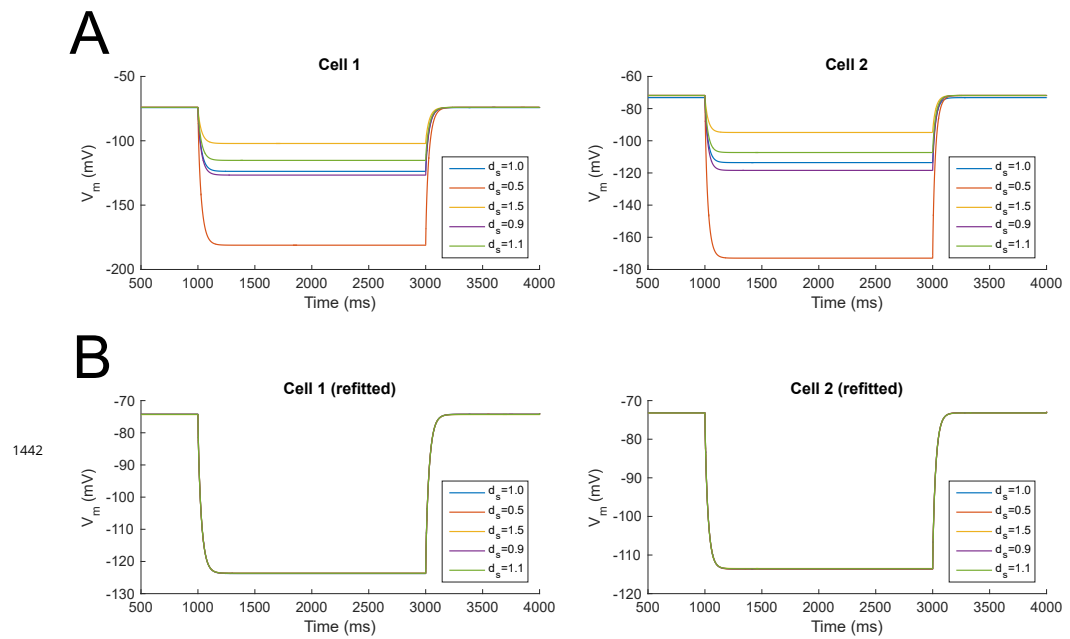 A
Cell 1
-50
-100
-150
-200
V_m (mV)
500 1000 1500 2000 2500 3000 3500 4000
Time (ms)
d_s=1.0
d_s=0.5
d_s=1.5
d_s=0.9
d_s=1.1
Cell 2
-60
-80
-100
-120
-140
-160
-180
V_m (mV)
500 1000 1500 2000 2500 3000 3500 4000
Time (ms)
d_s=1.0
d_s=0.5
d_s=1.5
d_s=0.9
d_s=1.1
B
1442
Cell 1 (refitted)
-70
-80
-90
-100
-110
-120
-130
V_m (mV)
500 1000 1500 2000 2500 3000 3500 4000
Time (ms)
d_s=1.0
d_s=0.5
d_s=1.5
d_s=0.9
d_s=1.1
Cell 2 (refitted)
-70
-80
-90
-100
-110
-120
V_m (mV)
500 1000 1500 2000 2500 3000 3500 4000
Time (ms)
d_s=1.0
d_s=0.5
d_s=1.5
d_s=0.9
d_s=1.1